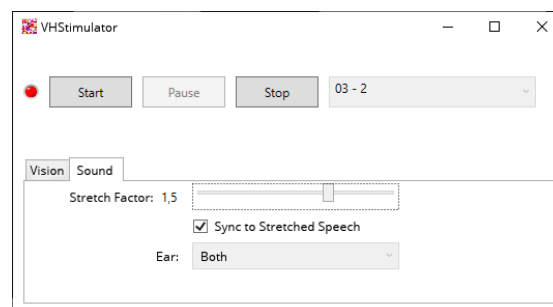 VHStimulator
Start Pause Stop 03 - 2
Vision Sound
Stretch Factor: 1,5
Sync to Stretched Speech
Ear: Both